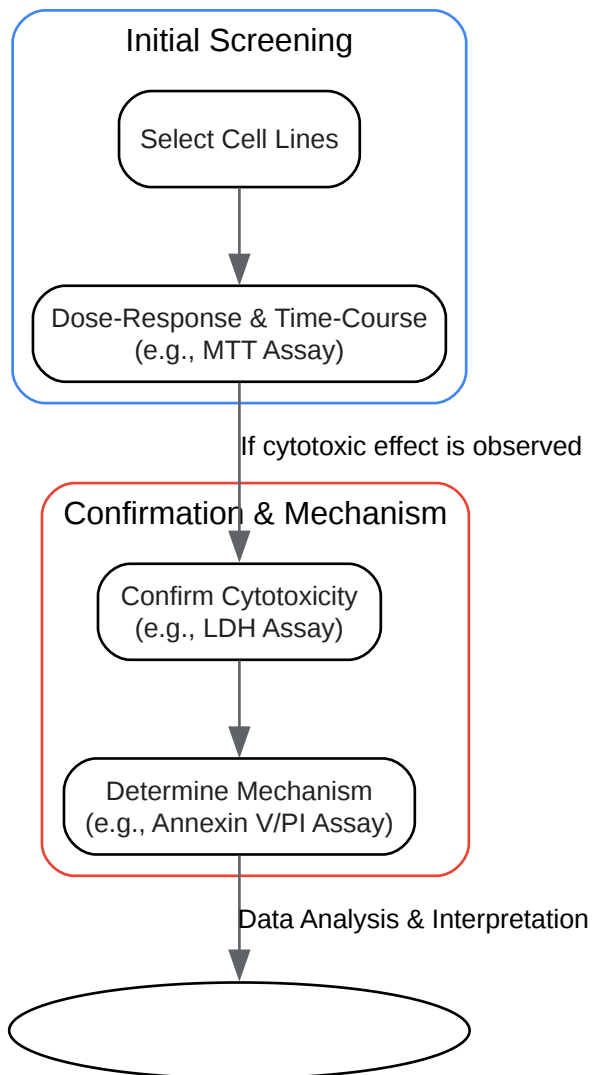 Initial Screening
Select Cell Lines
Dose-Response & Time-Course
(e.g., MTT Assay)
If cytotoxic effect is observed
Confirmation & Mechanism
Confirm Cytotoxicity
(e.g., LDH Assay)
Determine Mechanism
(e.g., Annexin V/PI Assay)
Data Analysis & Interpretation